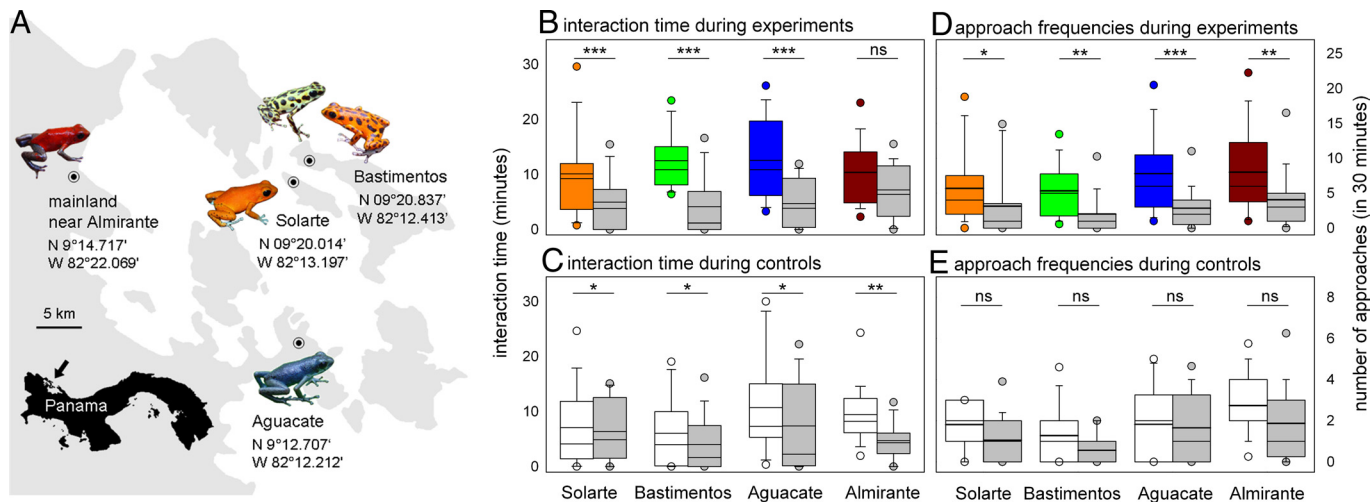 A
mainland
near Almirante
N 9°14.717'
W 82°22.069'
Solarte
N 09°20.014’
W 82°13.197’
Bastimentos
N 09°20.837’
W 82°12.413’
5 km
Panama
Aguacate
N 9°12.707‘
W 82°12.212’
B interaction time during experiments
*** *** *** ns
30
20
10
0
C interaction time during controls
* * * **
30
20
10
0
interaction time (minutes)
Solarte Bastimentos Aguacate Almirante
D approach frequencies during experiments
* ** *** **
25
20
15
10
5
0
E approach frequencies during controls
ns ns ns ns
8
6
4
2
0
number of approaches (in 30 minutes)
Solarte Bastimentos Aguacate Almirante